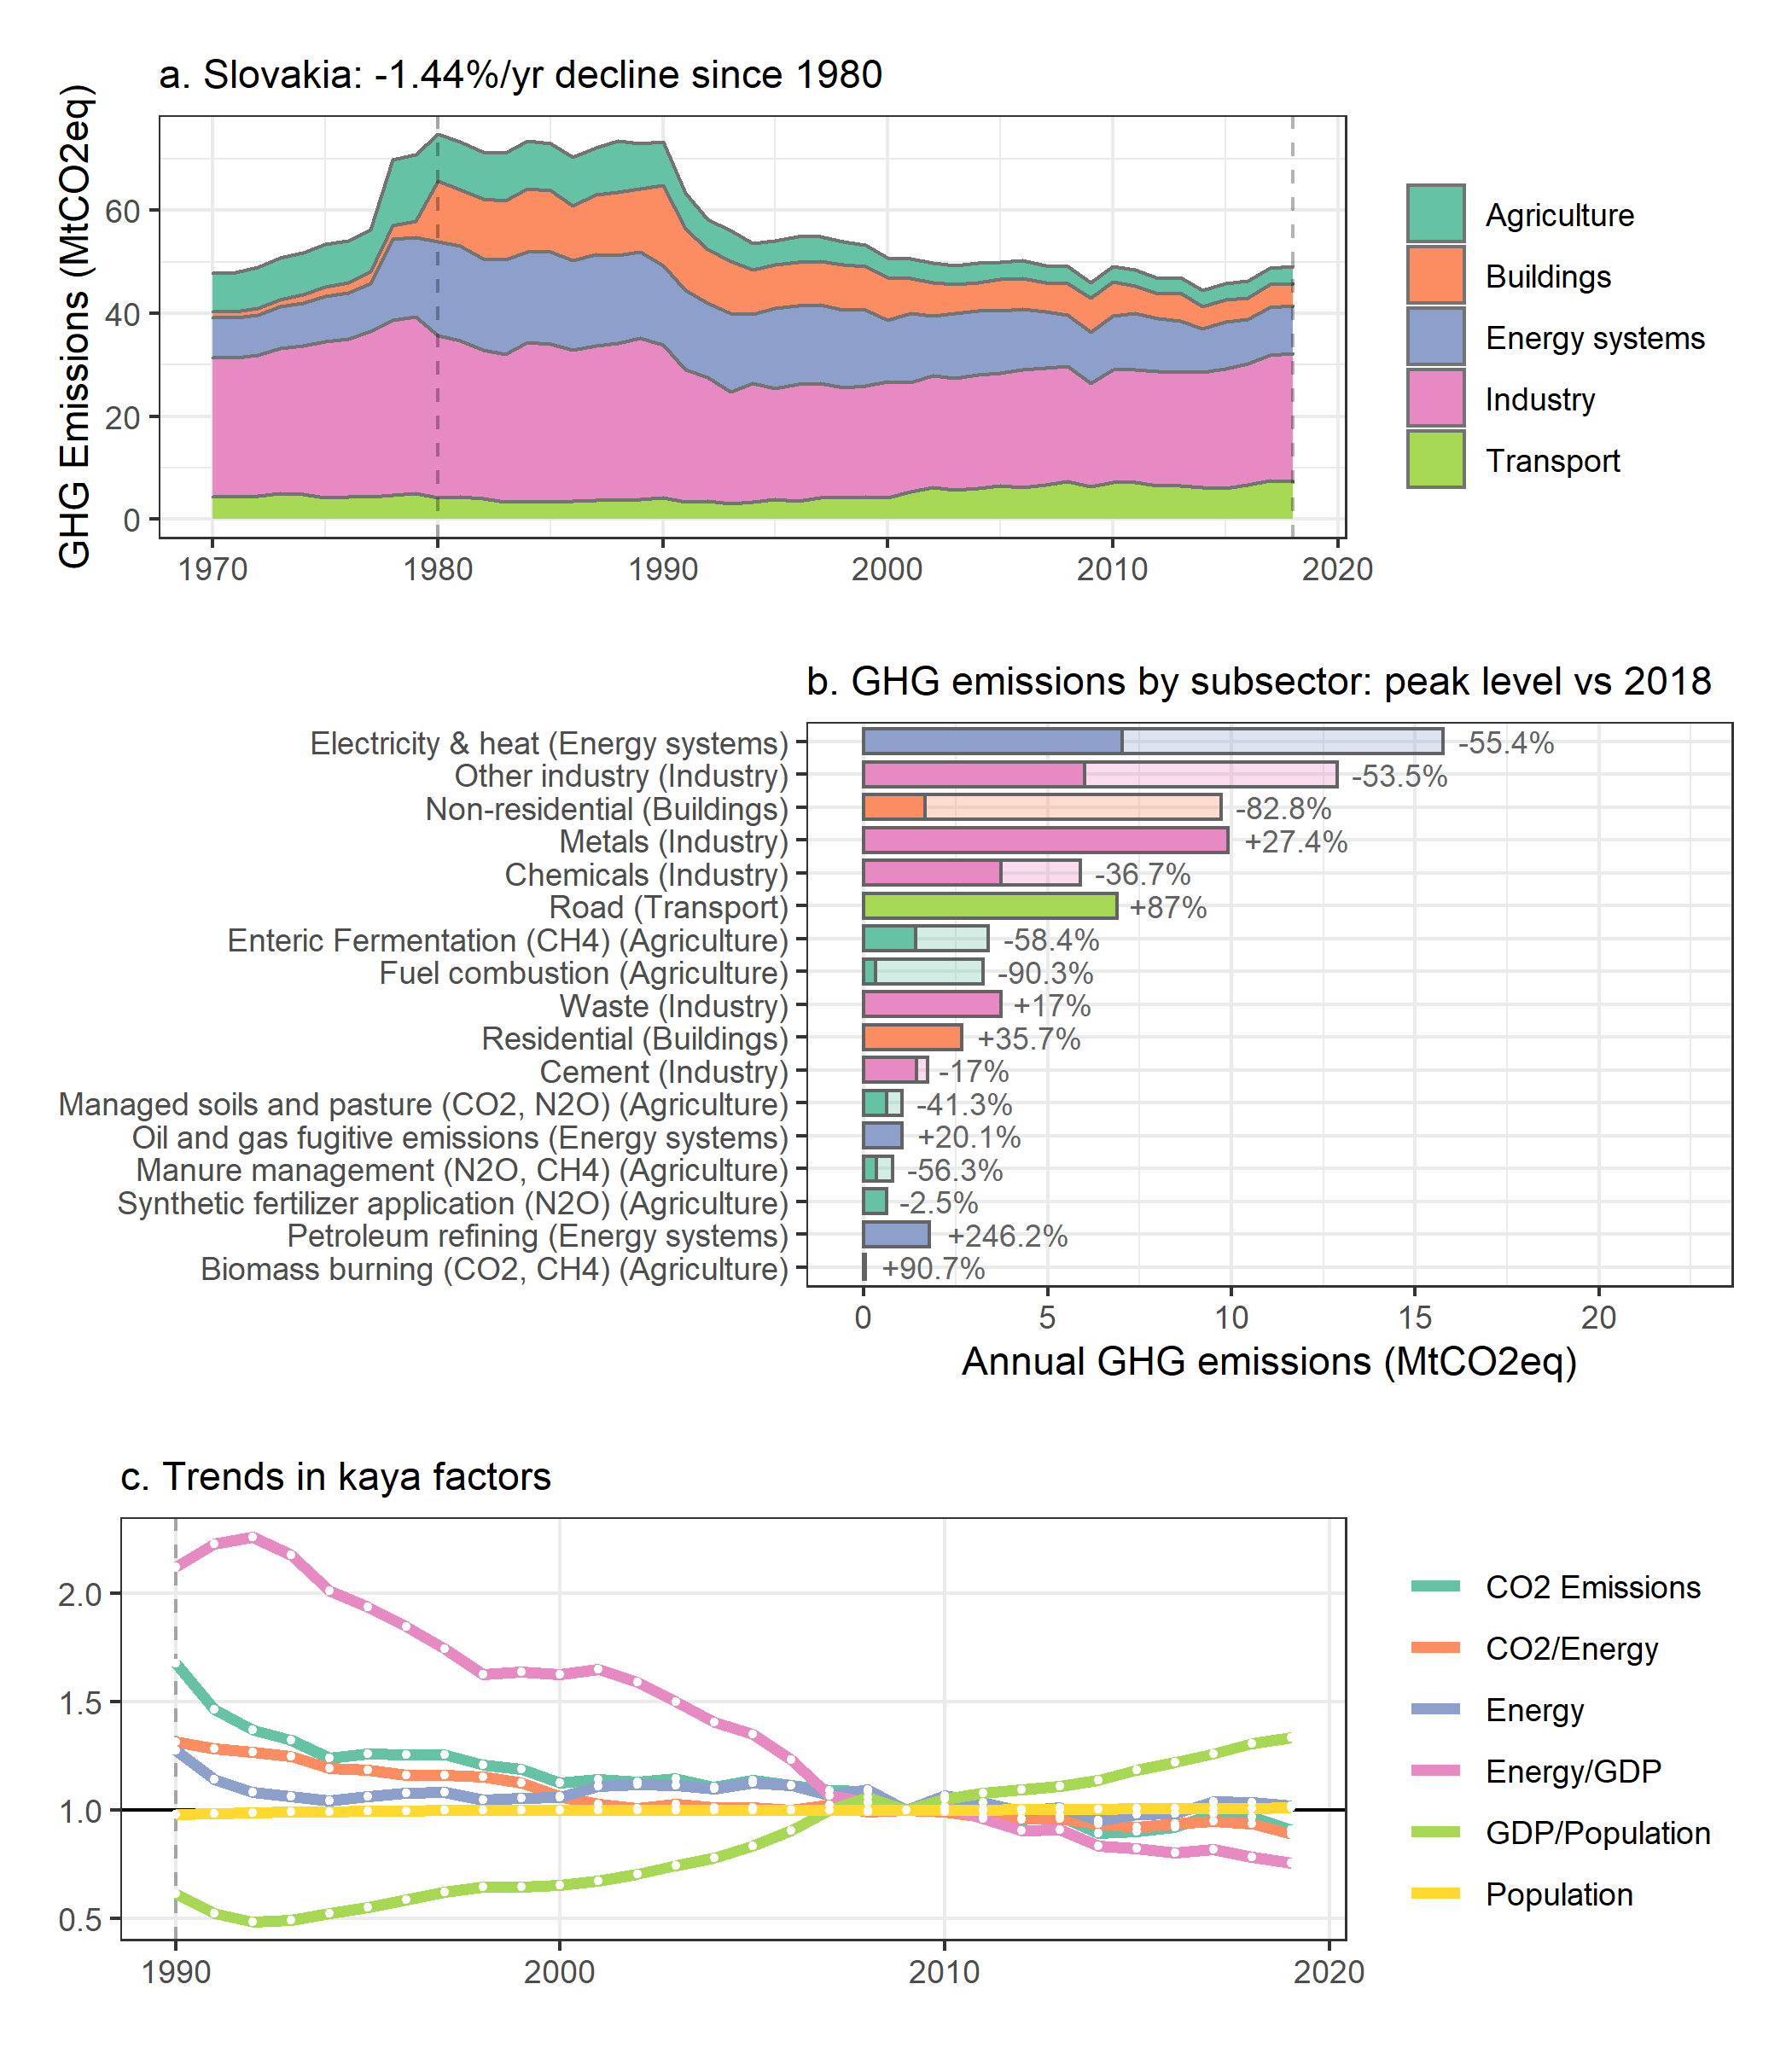 a. Slovakia: -1.44%/yr decline since 1980
GHG Emissions (MtCO2eq)
60
40
20
0
1970 1980 1990 2000 2010 2020
Agriculture
Buildings
Energy systems
Industry
Transport
b. GHG emissions by subsector: peak level vs 2018
Electricity & heat (Energy systems) -55.4%
Other industry (Industry) -53.5%
Non-residential (Buildings) -82.8%
Metals (Industry) +27.4%
Chemicals (Industry) -36.7%
Road (Transport) +87%
Enteric Fermentation (CH4) (Agriculture) -58.4%
Fuel combustion (Agriculture) -90.3%
Waste (Industry) +17%
Residential (Buildings) +35.7%
Cement (Industry) -17%
Managed soils and pasture (CO2, N2O) (Agriculture) -41.3%
Oil and gas fugitive emissions (Energy systems) +20.1%
Manure management (N2O, CH4) (Agriculture) -56.3%
Synthetic fertilizer application (N2O) (Agriculture) -2.5%
Petroleum refining (Energy systems) +246.2%
Biomass burning (CO2, CH4) (Agriculture) +90.7%
0 5 10 15 20
Annual GHG emissions (MtCO2eq)
c. Trends in kaya factors
2.0
1.5
1.0
0.5
1990 2000 2010 2020
CO2 Emissions
CO2/Energy
Energy
Energy/GDP
GDP/Population
Population